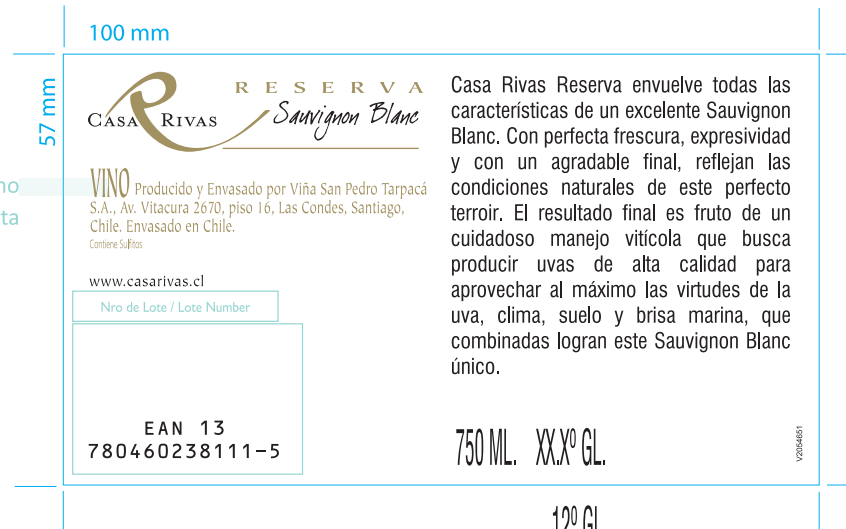 100 mm
57 mm
no
ta
CASA RIVAS
RESERVA
Sauvignon Blanc
VINO Producido y Envasado por Viña San Pedro Tarpacá
S.A., Av. Vitacura 2670, piso 16, Las Condes, Santiago,
Chile. Envasado en Chile.
Contiene Sulfitos
www.casarivas.cl
Nro de Lote / Lote Number
EAN 13
780460238111-5
Casa Rivas Reserva envuelve todas las
características de un excelente Sauvignon
Blanc. Con perfecta frescura, expresividad
y con un agradable final, reflejan las
condiciones naturales de este perfecto
terroir. El resultado final es fruto de un
cuidadoso manejo vitícola que busca
producir uvas de alta calidad para
aprovechar al máximo las virtudes de la
uva, clima, suelo y brisa marina, que
combinadas logran este Sauvignon Blanc
único.
750 ML. XX.Xº GL.
V2054651
12º GL